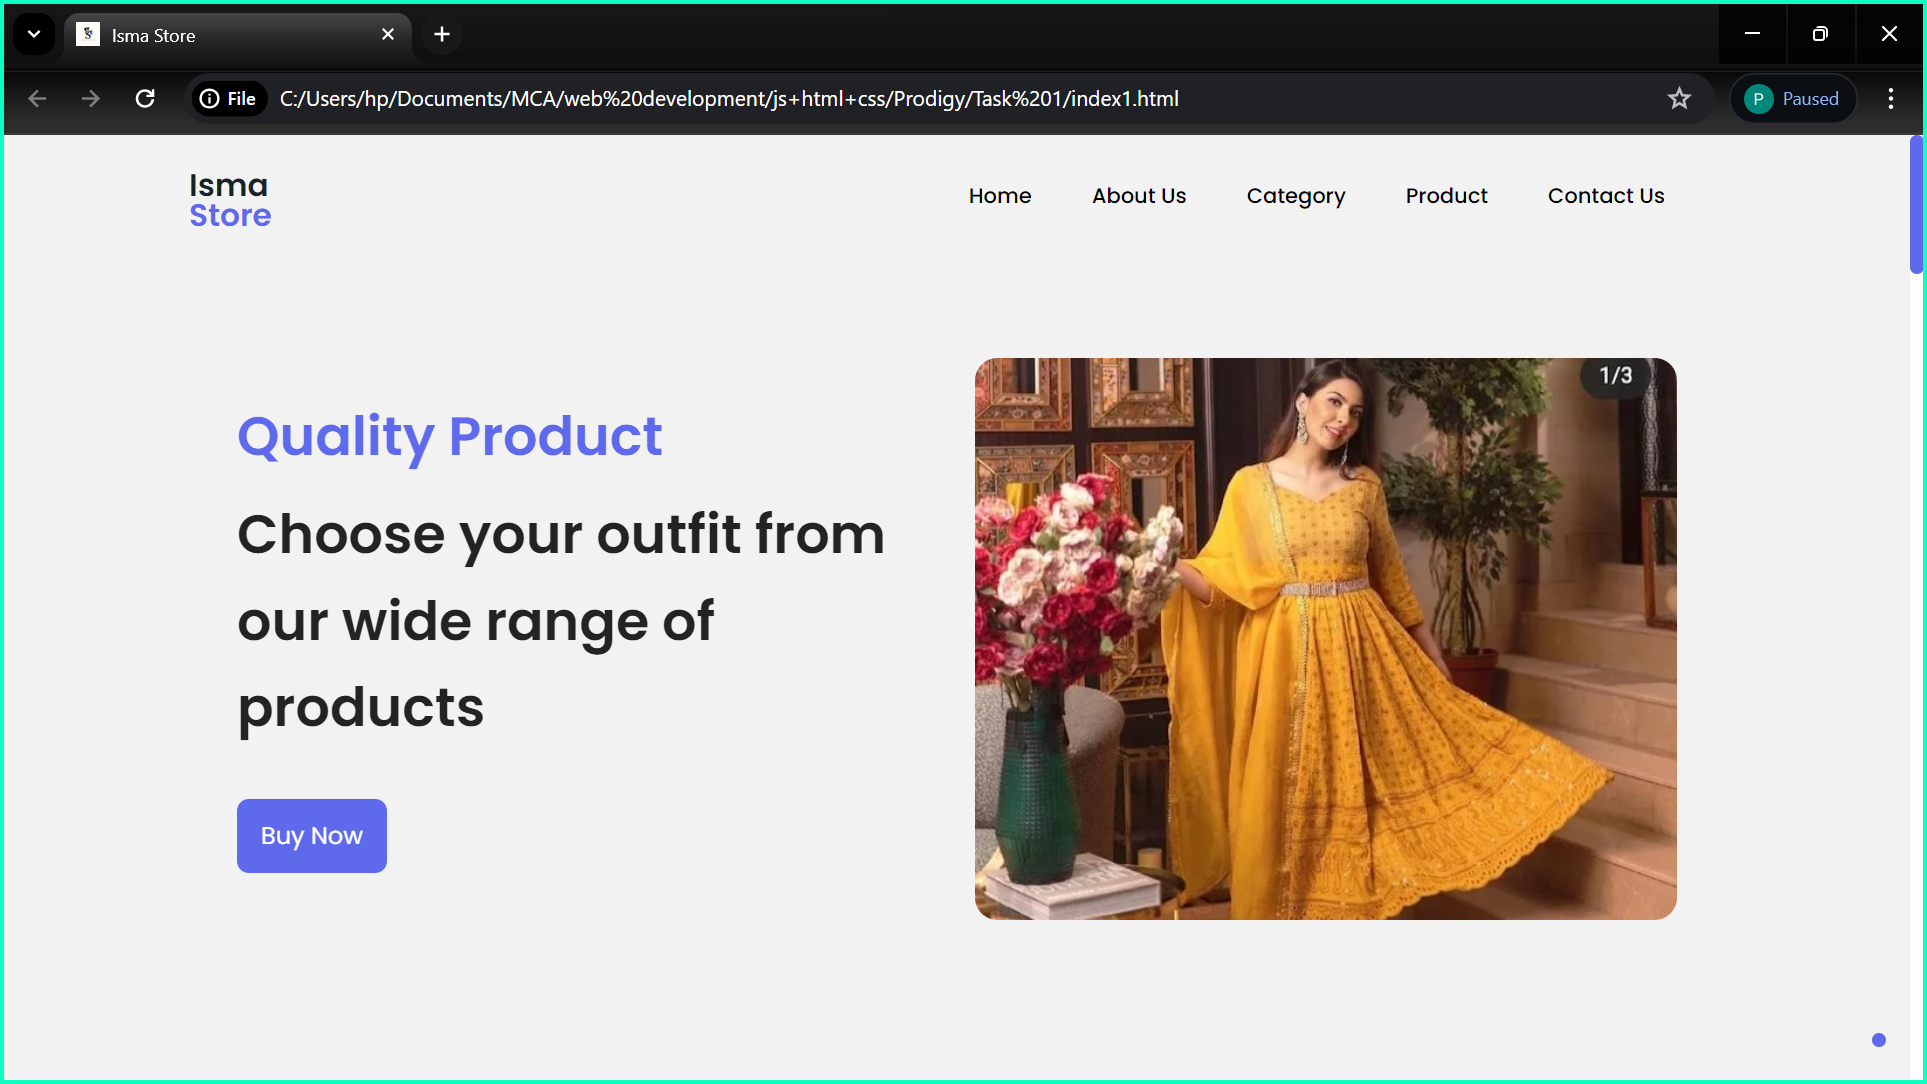 Isma Store
File
C:/Users/hp/Documents/MCA/web%20development/js+html+css/Prodigy/Task%201/index1.html
P
Paused
Isma
Store
Home
About Us
Category
Product
Contact Us
1/3
Quality Product
Choose your outfit from
our wide range of
products
Buy Now